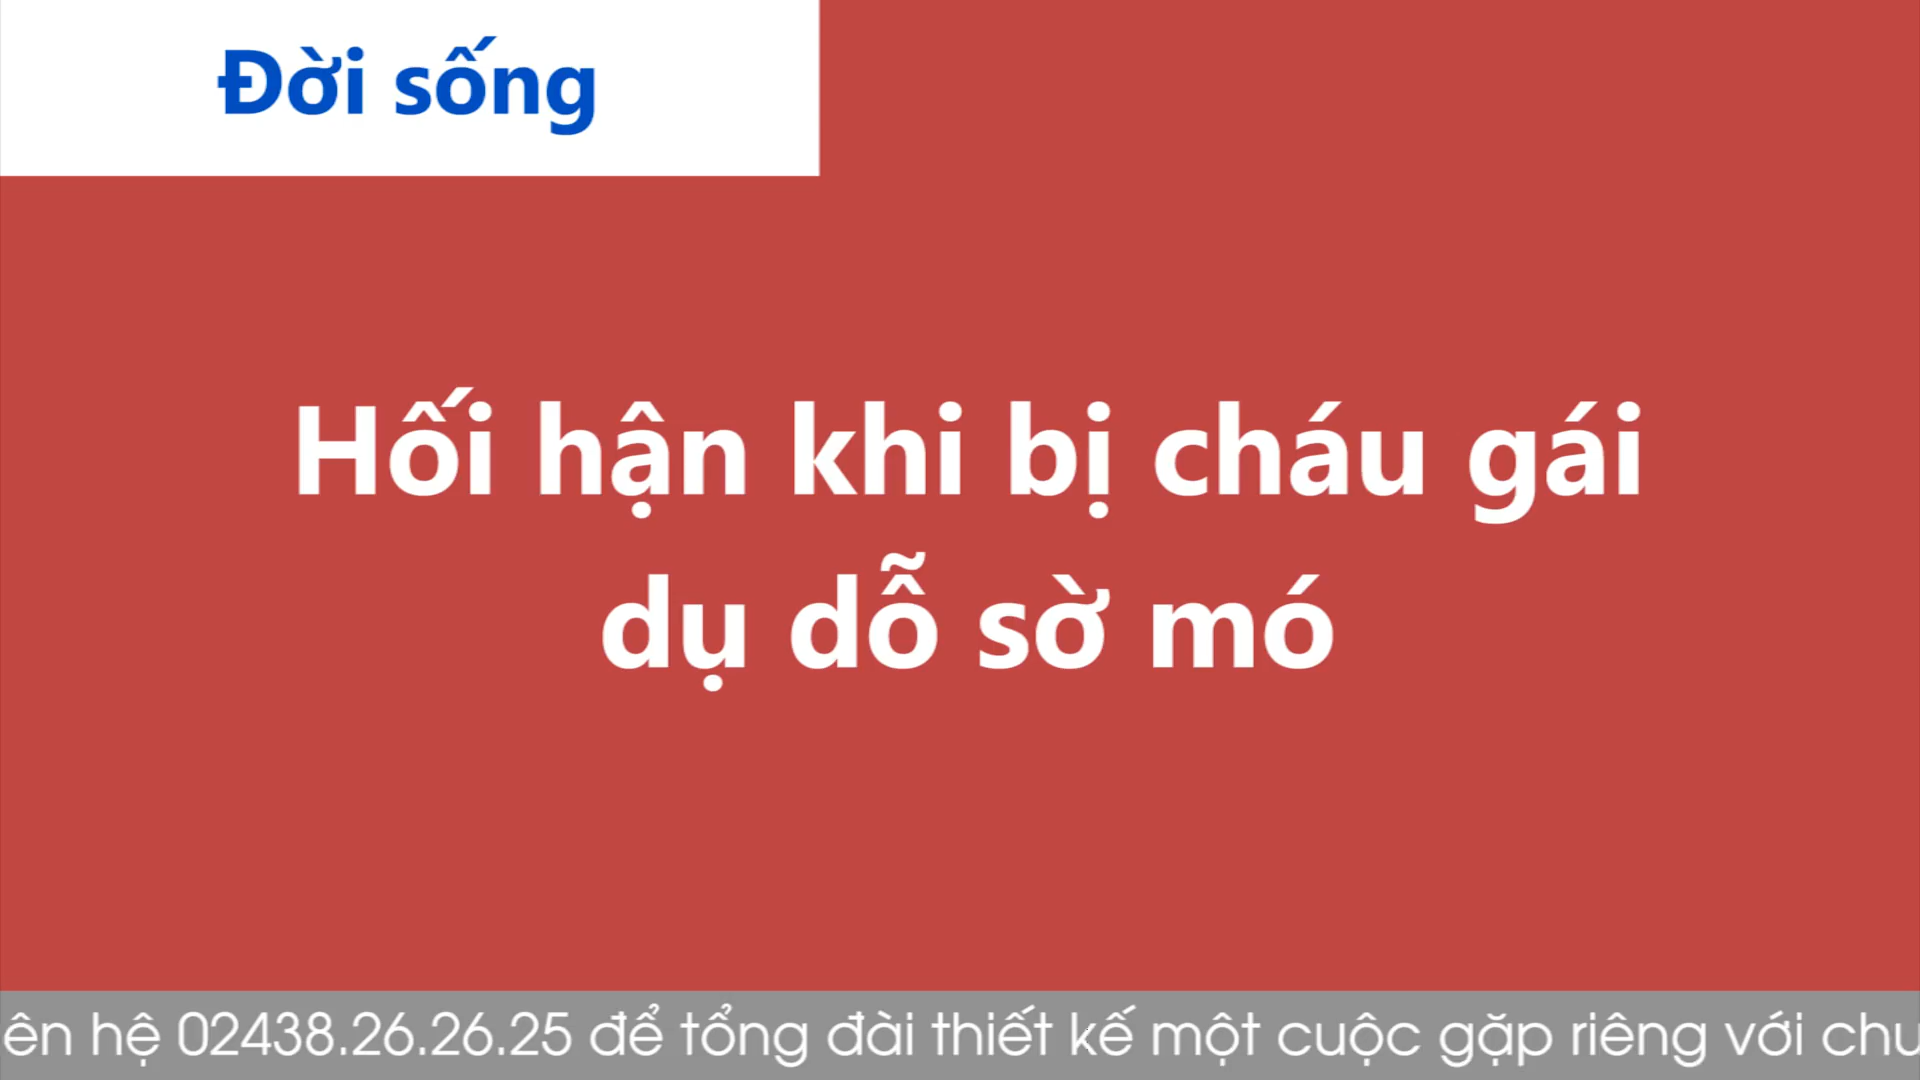 Đời sống
Hối hận khi bị cháu gái
dụ dỗ sờ mó
ên hệ 02438.26.26.25 để tổng đài thiết kế một cuộc gặp riêng với chu